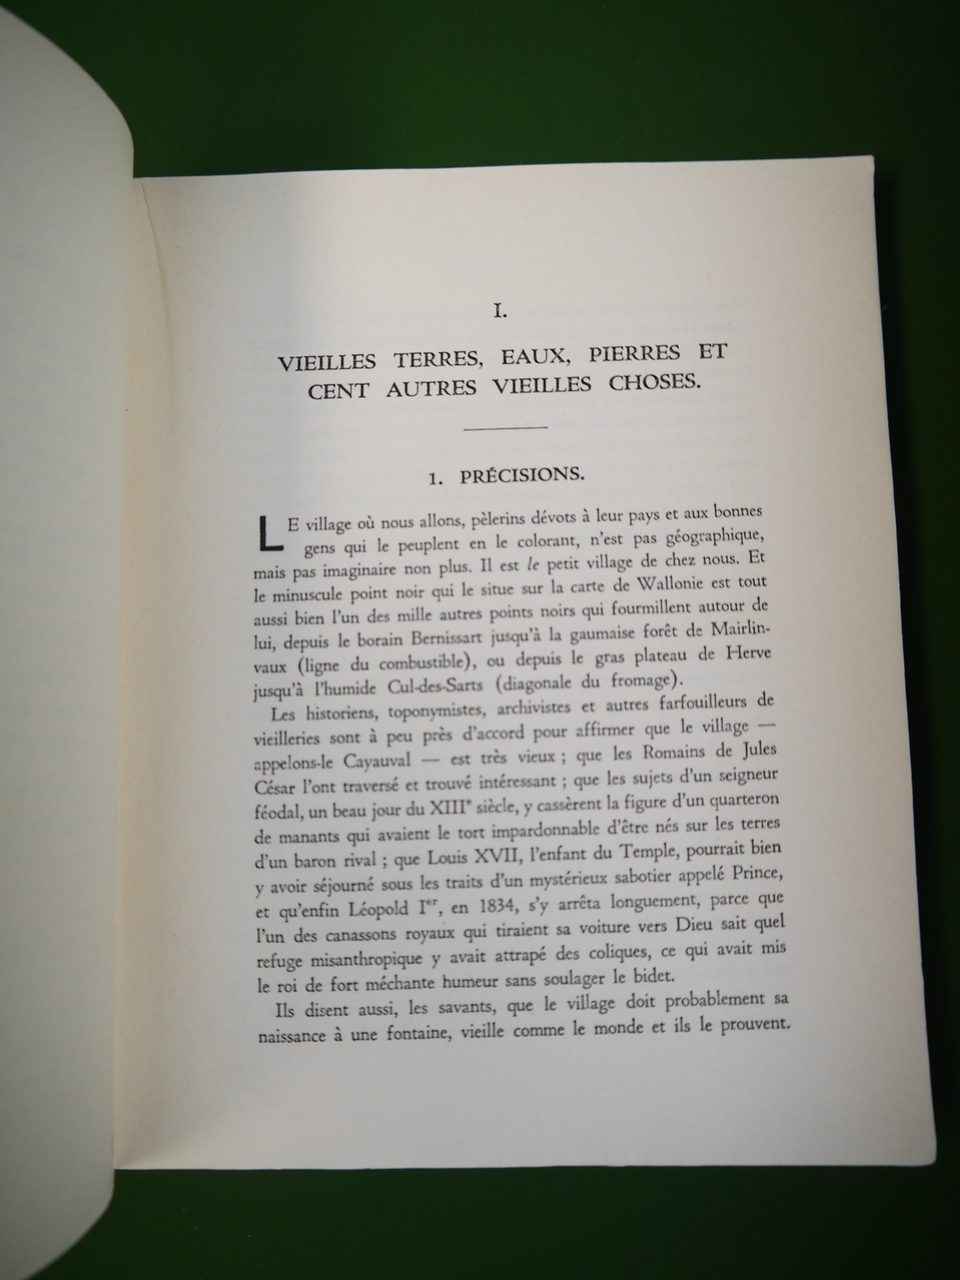 I.
VIEILLES TERRES, EAUX, PIERRES ET
CENT AUTRES VIEILLES CHOSES.
1. PRÉCISIONS.
LE village où nous allons, pèlerins dévots à leur pays et aux bonnes
gens qui le peuplent en le colorant, n'est pas géographique,
mais pas imaginaire non plus. Il est le petit village de chez nous. Et
le minuscule point noir qui le situe sur la carte de Wallonie est tout
aussi bien l'un des mille autres points noirs qui fourmillent autour de
lui, depuis le borain Bernissart jusqu'à la gaumaise forêt de Mairlin-
vaux (ligne du combustible), ou depuis le gras plateau de Herve
jusqu'à l'humide Cul-des-Sarts (diagonale du fromage).
Les historiens, toponymistes, archivistes et autres farfouilleurs de
vieilleries sont à peu près d'accord pour affirmer que le village —
appelons-le Cayauval — est très vieux ; que les Romains de Jules
César l'ont traversé et trouvé intéressant ; que les sujets d'un seigneur
féodal, un beau jour du XIIIe siècle, y cassèrent la figure d'un quarteron
de manants qui avaient le tort impardonnable d'être nés sur les terres
d'un baron rival ; que Louis XVII, l'enfant du Temple, pourrait bien
y avoir séjourné sous les traits d'un mystérieux sabotier appelé Prince,
et qu'enfin Léopold Ier, en 1834, s'y arrêta longuement, parce que
l'un des canassons royaux qui tiraient sa voiture vers Dieu sait quel
refuge misanthropique y avait attrapé des coliques, ce qui avait mis
le roi de fort méchante humeur sans soulager le bidet.
Ils disent aussi, les savants, que le village doit probablement sa
naissance à une fontaine, vieille comme le monde et ils le prouvent.